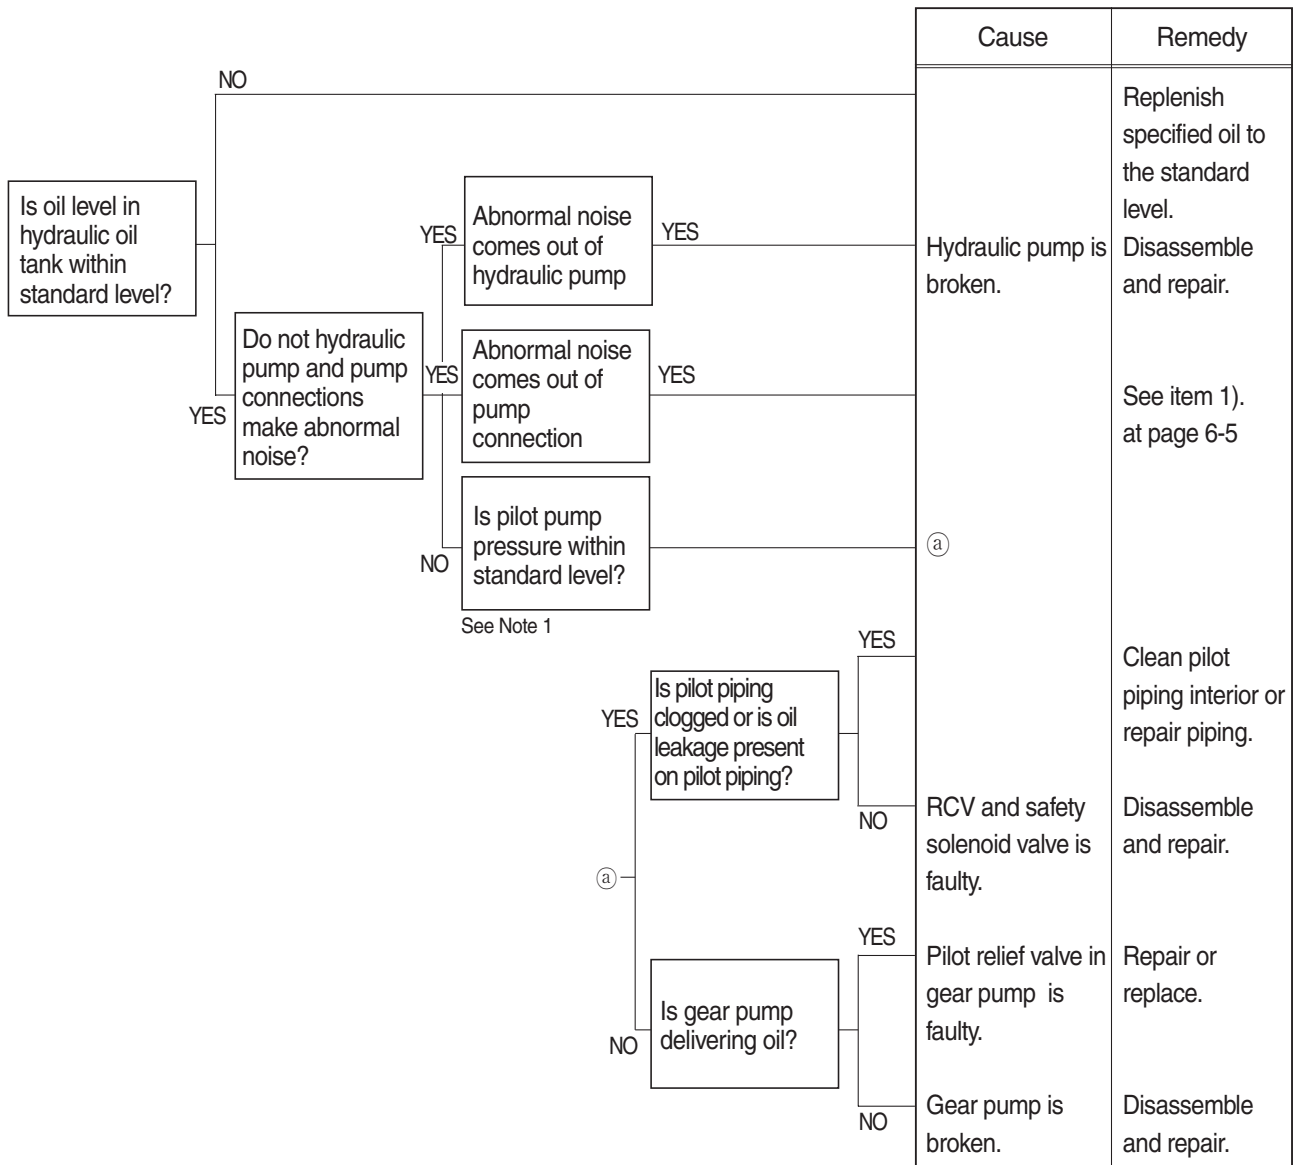 Cause
Remedy
NO
Replenish
specified oil to
the standard
level.
Is oil level in
hydraulic oil
tank within
standard level?
YES
Abnormal noise
comes out of
hydraulic pump
YES
Hydraulic pump is
broken.
Disassemble
and repair.
YES
Do not hydraulic
pump and pump
connections
make abnormal
noise?
YES
Abnormal noise
comes out of
pump
connection
YES
See item 1).
at page 6-5
NO
Is pilot pump
pressure within
standard level?
ⓐ
See Note 1
YES
Is pilot piping
clogged or is oil
leakage present
on pilot piping?
YES
Clean pilot
piping interior or
repair piping.
NO
RCV and safety
solenoid valve is
faulty.
Disassemble
and repair.
ⓐ
NO
Is gear pump
delivering oil?
YES
Pilot relief valve in
gear pump is
faulty.
Repair or
replace.
NO
Gear pump is
broken.
Disassemble
and repair.